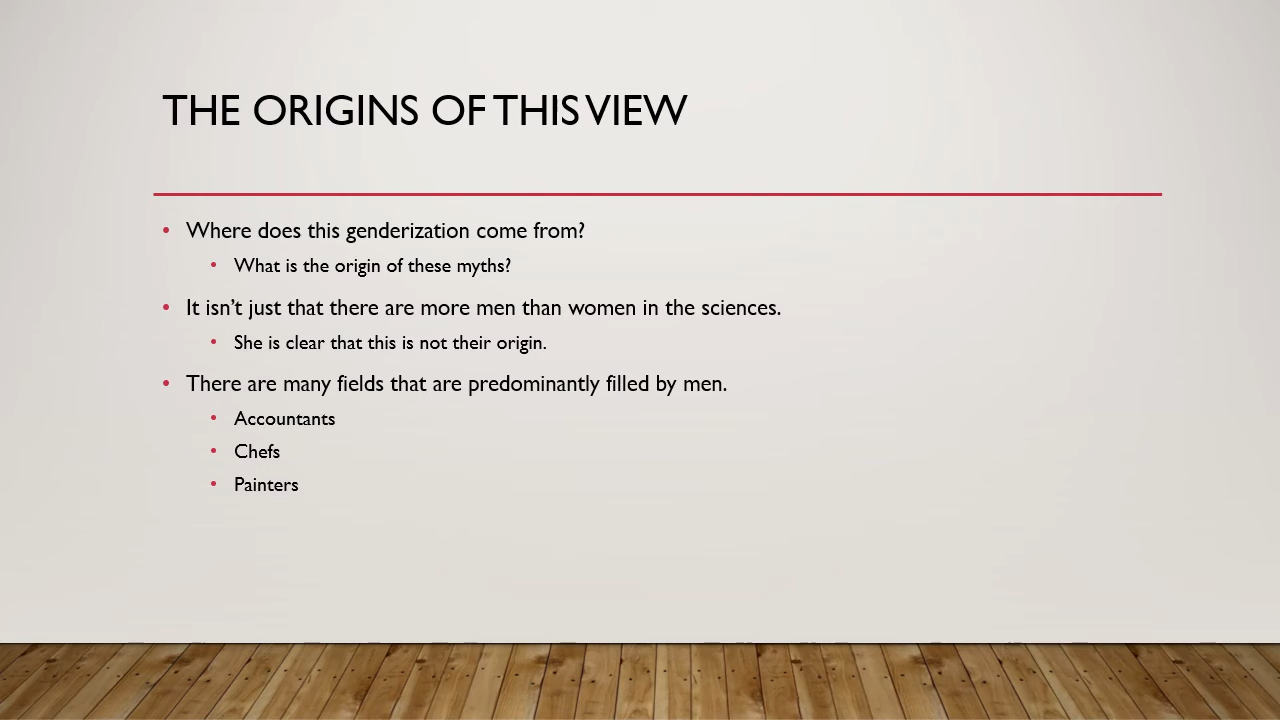 THE ORIGINS OF THIS VIEW
• Where does this genderization come from?
• What is the origin of these myths?
• It isn’t just that there are more men than women in the sciences.
• She is clear that this is not their origin.
• There are many fields that are predominantly filled by men.
• Accountants
• Chefs
• Painters